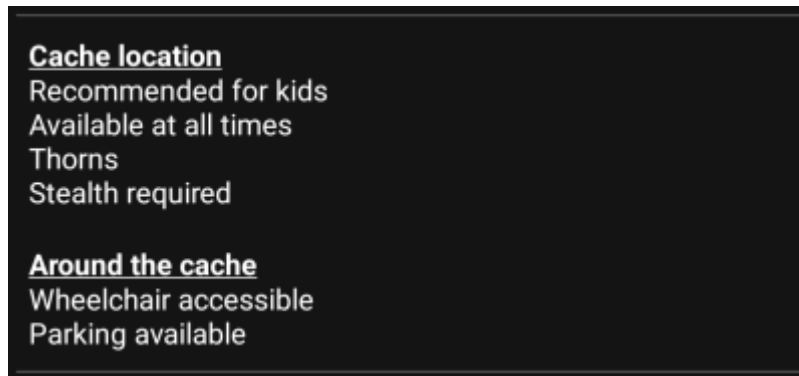 Cache location
Recommended for kids
Available at all times
Thorns
Stealth required
Around the cache
Wheelchair accessible
Parking available